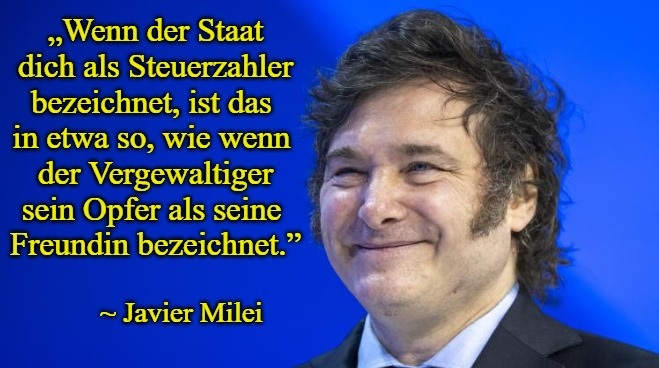 „Wenn der Staat
dich als Steuerzahler
bezeichnet, ist das
in etwa so, wie wenn
der Vergewaltiger
sein Opfer als seine
Freundin bezeichnet.”
~ Javier Milei